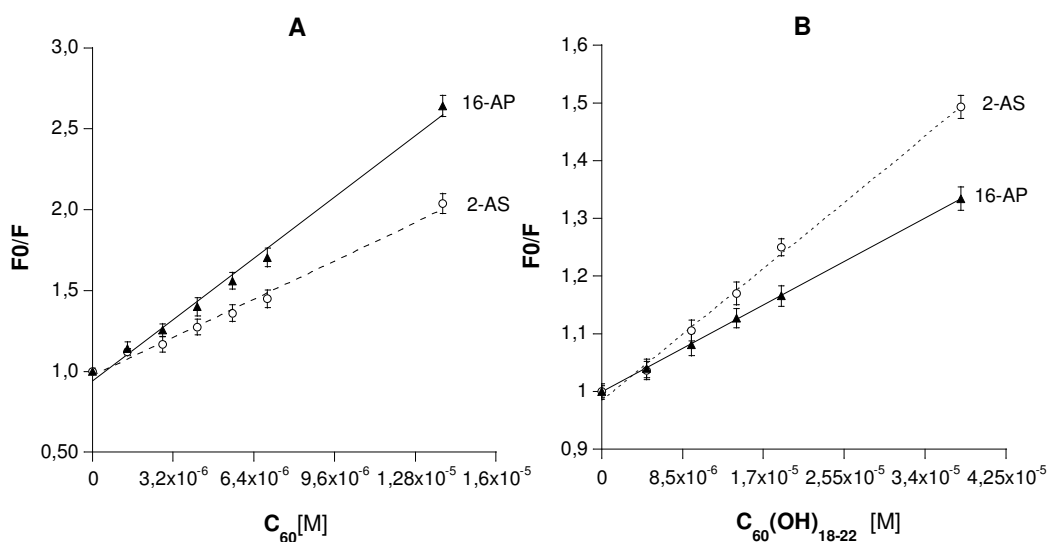 A
3,0
2,5
2,0
1,5
1,0
0,50
F0/F
16-AP
2-AS
0 3,2x10⁻⁶ 6,4x10⁻⁶ 9,6x10⁻⁶ 1,28x10⁻⁵ 1,6x10⁻⁵
C₆₀[M]
B
1,6
1,5
1,4
1,3
1,2
1,1
1
0,9
F0/F
2-AS
16-AP
0 8,5x10⁻⁶ 1,7x10⁻⁵ 2,55x10⁻⁵ 3,4x10⁻⁵ 4,25x10⁻⁵
C₆₀(OH)₁₈₋₂₂ [M]